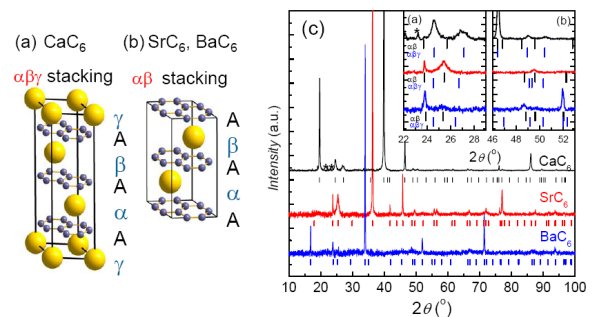 (a) CaC6
αβγ stacking
γ
A
β
A
α
A
γ
(b) SrC6, BaC6
αβ stacking
A
β
A
α
A
(c)
Intensity (a.u.)
(a)
αβ
αβγ
αβ
αβγ
αβ
αβγ
22 24 26 28
(b)
46 48 50 52
2θ (°)
CaC6
SrC6
BaC6
10 20 30 40 50 60 70 80 90 100
2θ (°)